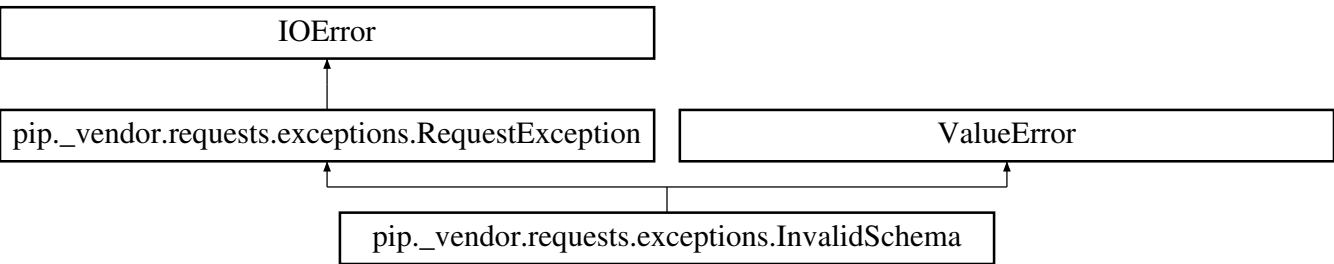 IOError
pip._vendor.requests.exceptions.RequestException
ValueError
pip._vendor.requests.exceptions.InvalidSchema